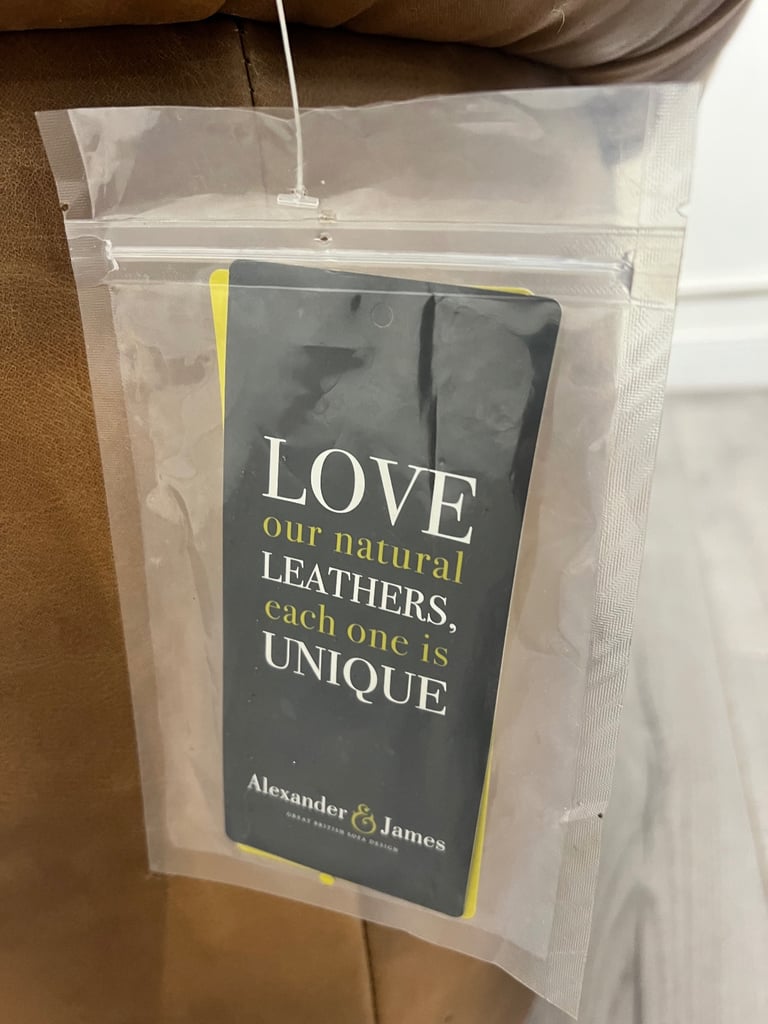 LOVE
our natural
LEATHERS,
each one is
UNIQUE
Alexander & James
GREAT BRITISH SOFA DESIGN